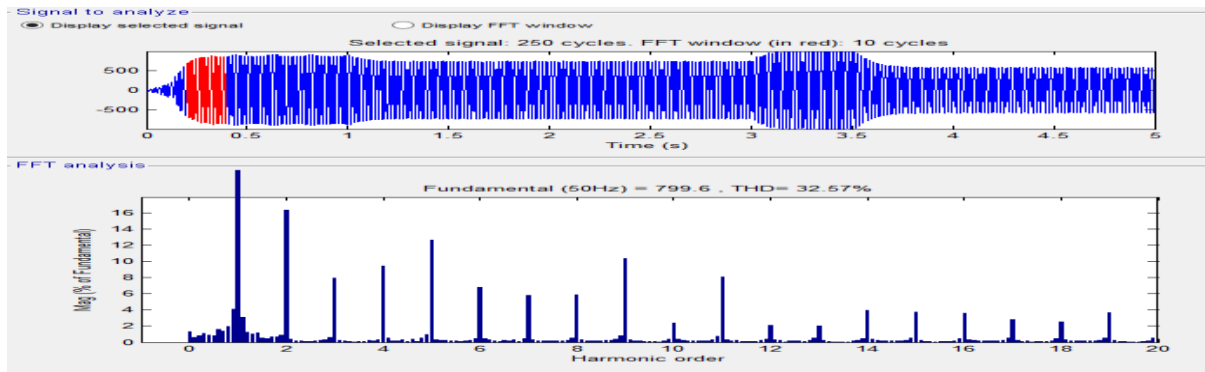 Signal to analyze
Display selected signal Display FFT window
Selected signal: 250 cycles. FFT window (in red): 10 cycles
500
0
-500
0 0.5 1 1.5 2 2.5 3 3.5 4 4.5 5
Time (s)
FFT analysis
Fundamental (50Hz) = 799.6 , THD= 32.57%
16
14
12
10
8
6
4
2
0
Mag (% of Fundamental)
0 2 4 6 8 10 12 14 16 18 20
Harmonic order